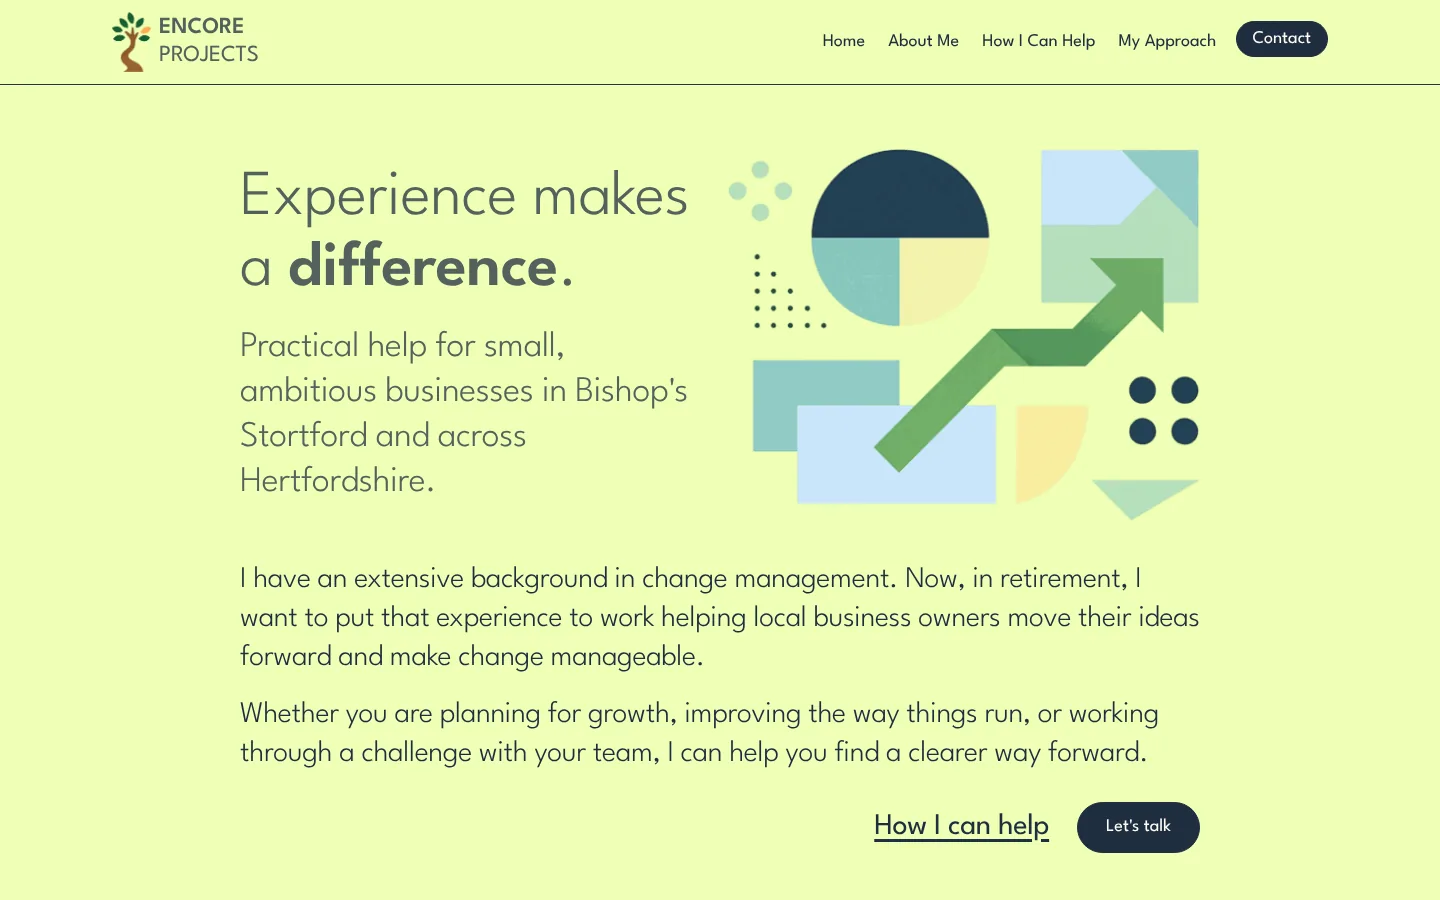 ENCORE
PROJECTS
Home
About Me
How I Can Help
My Approach
Contact
Experience makes
a difference.
Practical help for small,
ambitious businesses in Bishop's
Stortford and across
Hertfordshire.
I have an extensive background in change management. Now, in retirement, I
want to put that experience to work helping local business owners move their ideas
forward and make change manageable.
Whether you are planning for growth, improving the way things run, or working
through a challenge with your team, I can help you find a clearer way forward.
How I can help
Let's talk